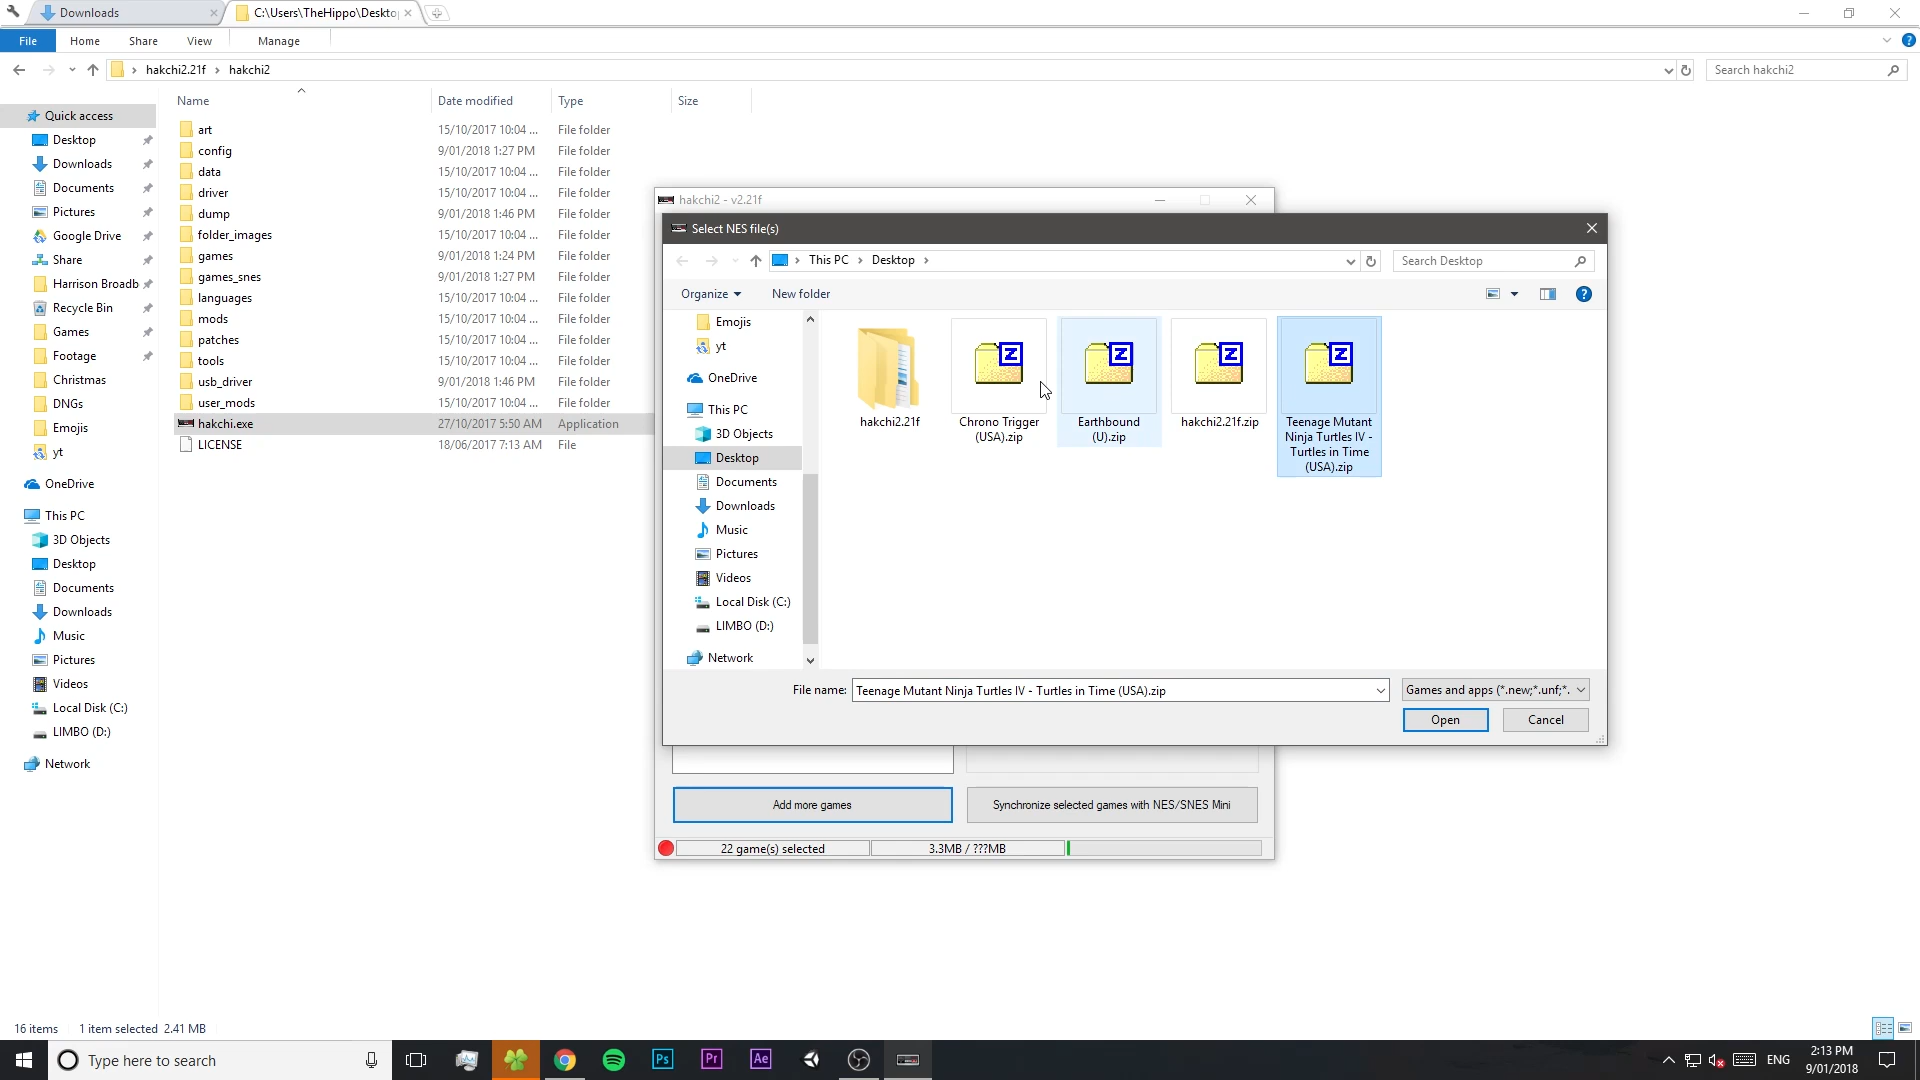 Downloads
C:\Users\TheHippo\Deskto
File
Home
Share
View
Manage
hakchi2.21f
hakchi2
Search hakchi2
Name
Date modified
Type
Size
Quick access
Desktop
Downloads
Documents
Pictures
Google Drive
Share
Harrison Broadb
Recycle Bin
Games
Footage
Christmas
DNGs
Emojis
yt
OneDrive
This PC
3D Objects
Desktop
Documents
Downloads
Music
Pictures
Videos
Local Disk (C:)
LIMBO (D:)
Network
art 15/10/2017 10:04 ... File folder
config 9/01/2018 1:27 PM File folder
data 15/10/2017 10:04 ... File folder
driver 15/10/2017 10:04 ... File folder
dump 9/01/2018 1:46 PM File folder
folder_images 15/10/2017 10:04 ... File folder
games 9/01/2018 1:24 PM File folder
games_snes 9/01/2018 1:27 PM File folder
languages 15/10/2017 10:04 ... File folder
mods 15/10/2017 10:04 ... File folder
patches 15/10/2017 10:04 ... File folder
tools 15/10/2017 10:04 ... File folder
usb_driver 9/01/2018 1:46 PM File folder
user_mods 15/10/2017 10:04 ... File folder
hakchi.exe 27/10/2017 5:50 AM Application
LICENSE 18/06/2017 7:13 AM File
hakchi2 - v2.21f
Select NES file(s)
This PC
Desktop
Search Desktop
Organize
New folder
Emojis
yt
OneDrive
This PC
3D Objects
Desktop
Documents
Downloads
Music
Pictures
Videos
Local Disk (C:)
LIMBO (D:)
Network
hakchi2.21f
Z
Chrono Trigger
(USA).zip
Z
Earthbound
(U).zip
Z
hakchi2.21f.zip
Z
Teenage Mutant
Ninja Turtles IV -
Turtles in Time
(USA).zip
File name:
Teenage Mutant Ninja Turtles IV - Turtles in Time (USA).zip
Games and apps (*.new;*.unf;*.
Open
Cancel
Add more games
Synchronize selected games with NES/SNES Mini
22 game(s) selected
3.3MB / ???MB
16 items
1 item selected 2.41 MB
Type here to search
Ps
Pr
Ae
ENG
2:13 PM
9/01/2018